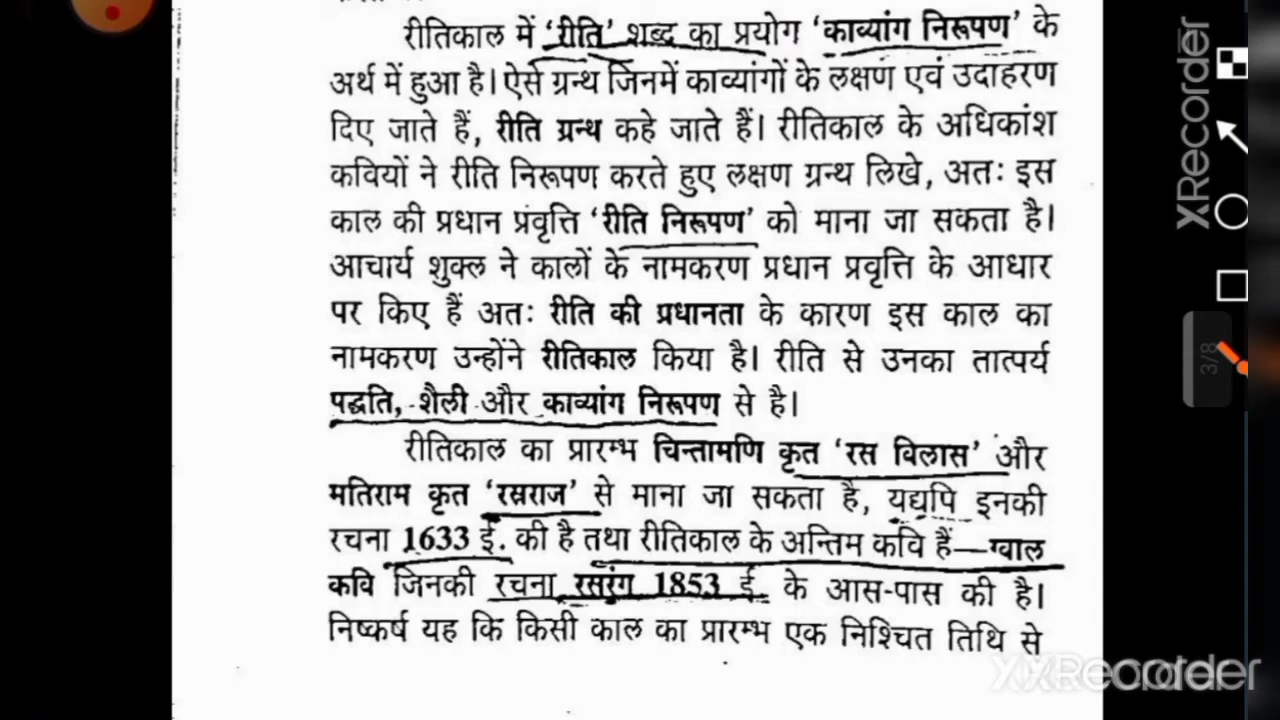 रीतिकाल में 'रीति' शब्द का प्रयोग 'काव्यांग निरूपण' के
अर्थ में हुआ है। ऐसे ग्रन्थ जिनमें काव्यांगों के लक्षण एवं उदाहरण
दिए जाते हैं, रीति ग्रन्थ कहे जाते हैं। रीतिकाल के अधिकांश
कवियों ने रीति निरूपण करते हुए लक्षण ग्रन्थ लिखे, अतः इस
काल की प्रधान प्रवृत्ति 'रीति निरूपण' को माना जा सकता है।
आचार्य शुक्ल ने कालों के नामकरण प्रधान प्रवृत्ति के आधार
पर किए हैं अतः रीति की प्रधानता के कारण इस काल का
नामकरण उन्होंने रीतिकाल किया है। रीति से उनका तात्पर्य
पद्धति, शैली और काव्यांग निरूपण से है।
रीतिकाल का प्रारम्भ चिन्तामणि कृत 'रस विलास' और
मतिराम कृत 'रसराज' से माना जा सकता है, यद्यपि इनकी
रचना 1633 ई. की है तथा रीतिकाल के अन्तिम कवि हैं—ग्वाल
कवि जिनकी रचना रसरंग 1853 ई. के आस-पास की है।
निष्कर्ष यह कि किसी काल का प्रारम्भ एक निश्चित तिथि से
XRecorder
3/8
XXRecorder